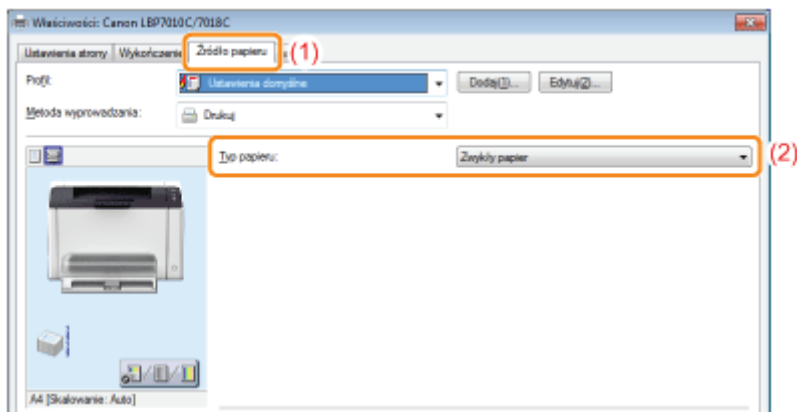 Właściwości: Canon LBP7010C/7018C
Ustawienia strony Wykończenie Źródło papieru (1)
Profil: Ustawienia domyślne Dodaj(1)... Edytuj(2)...
Metoda wyprowadzania: Drukuj
Typ papieru: Zwykły papier (2)
A4 [Skalowanie: Auto]